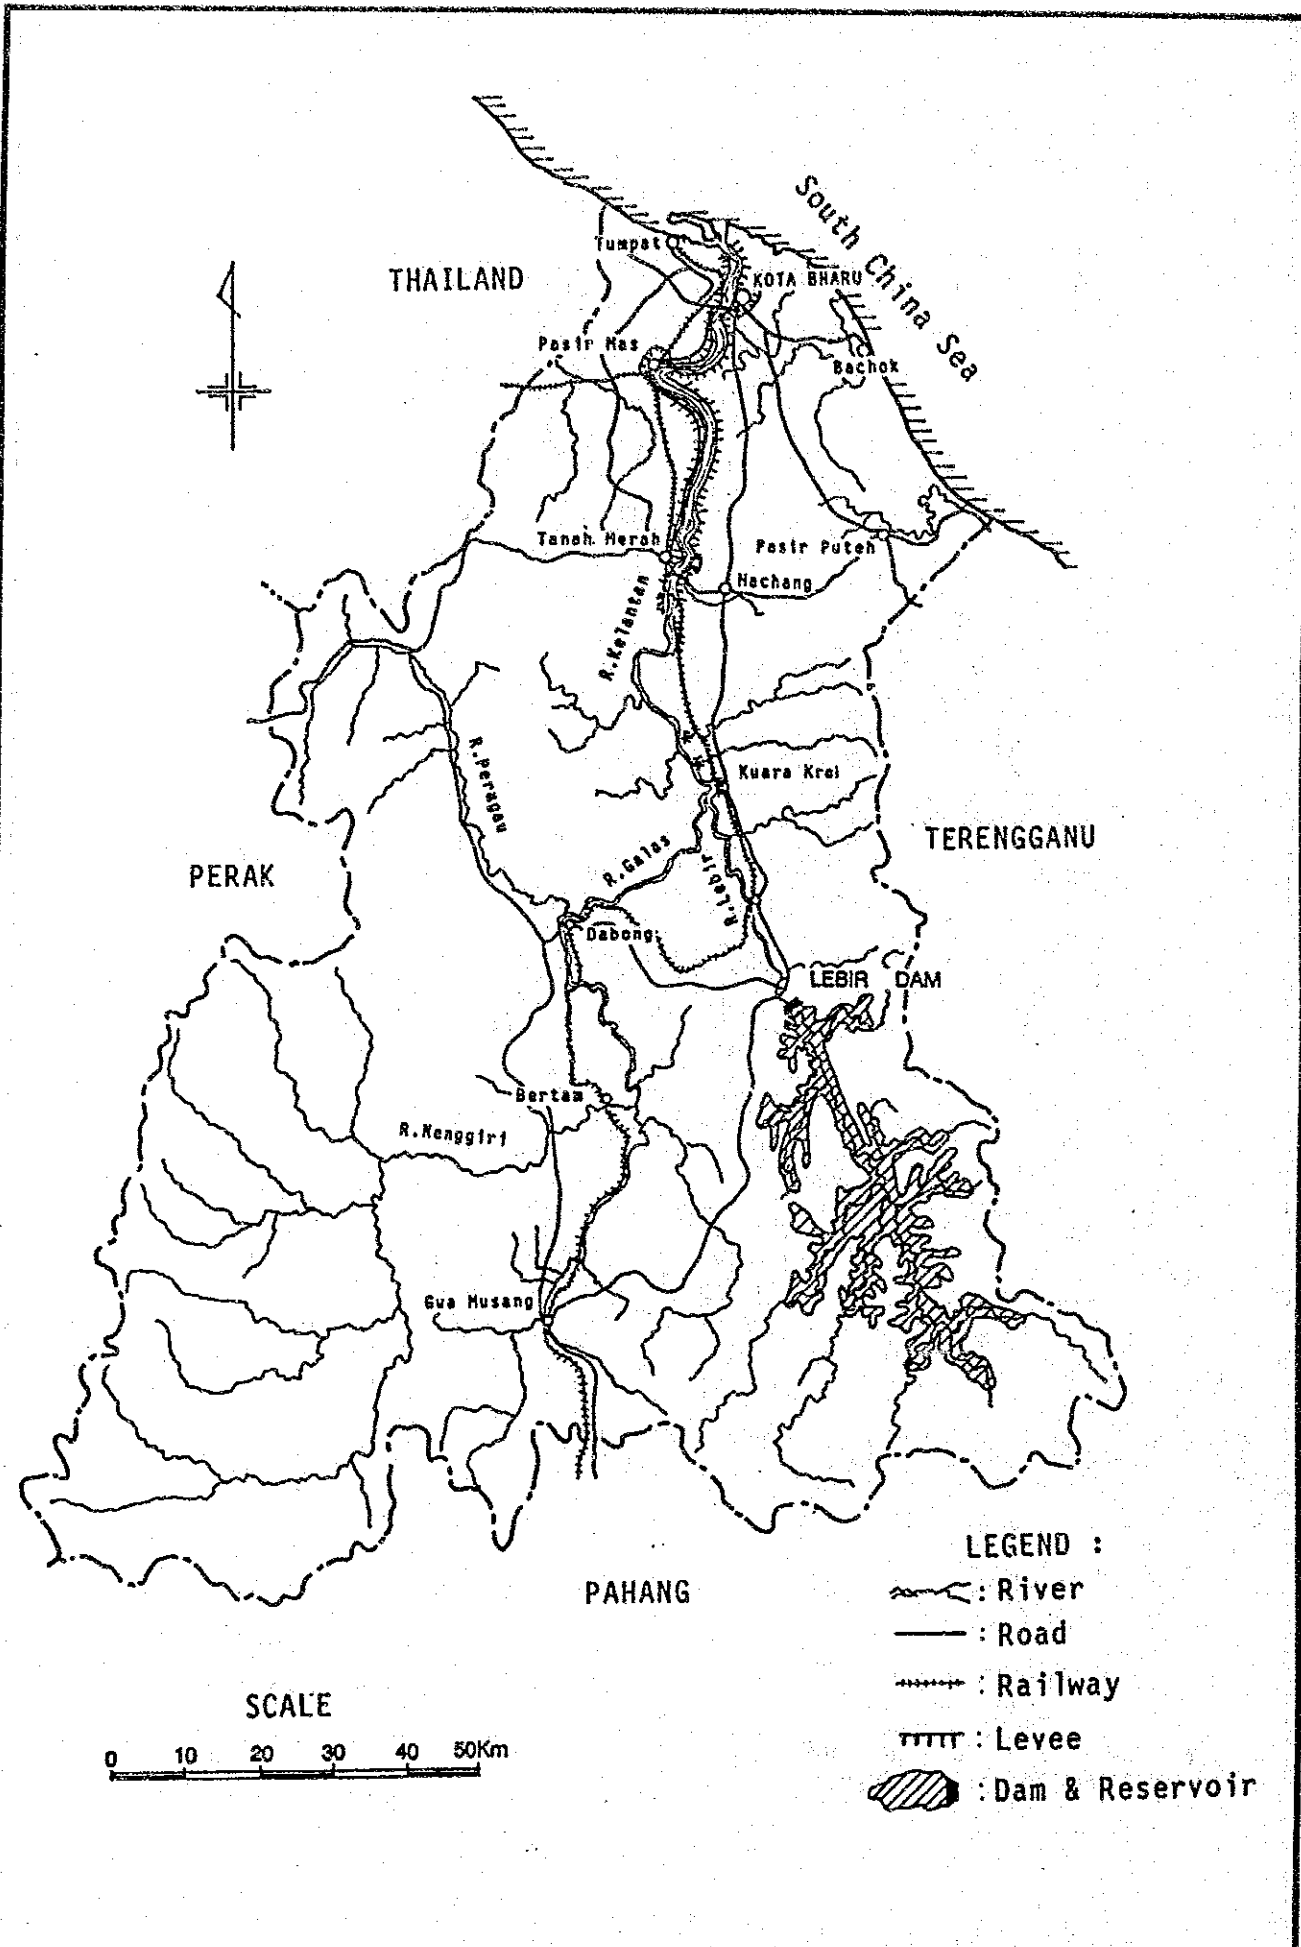 South China Sea
Tumpat
THAILAND
KOTA BHARU
Pasir Mas
Bachok
Tanah Merah
Pasir Puteh
Machang
R.Kelantan
R.Peragau
Kuara Krai
TERENGGANU
R.Galas
PERAK
R.Lebir
Dabong
LEBIR DAM
Bertam
R.Nenggiri
Gua Musang
LEGEND :
PAHANG
: River
: Road
: Railway
: Levee
: Dam & Reservoir
SCALE
0 10 20 30 40 50Km